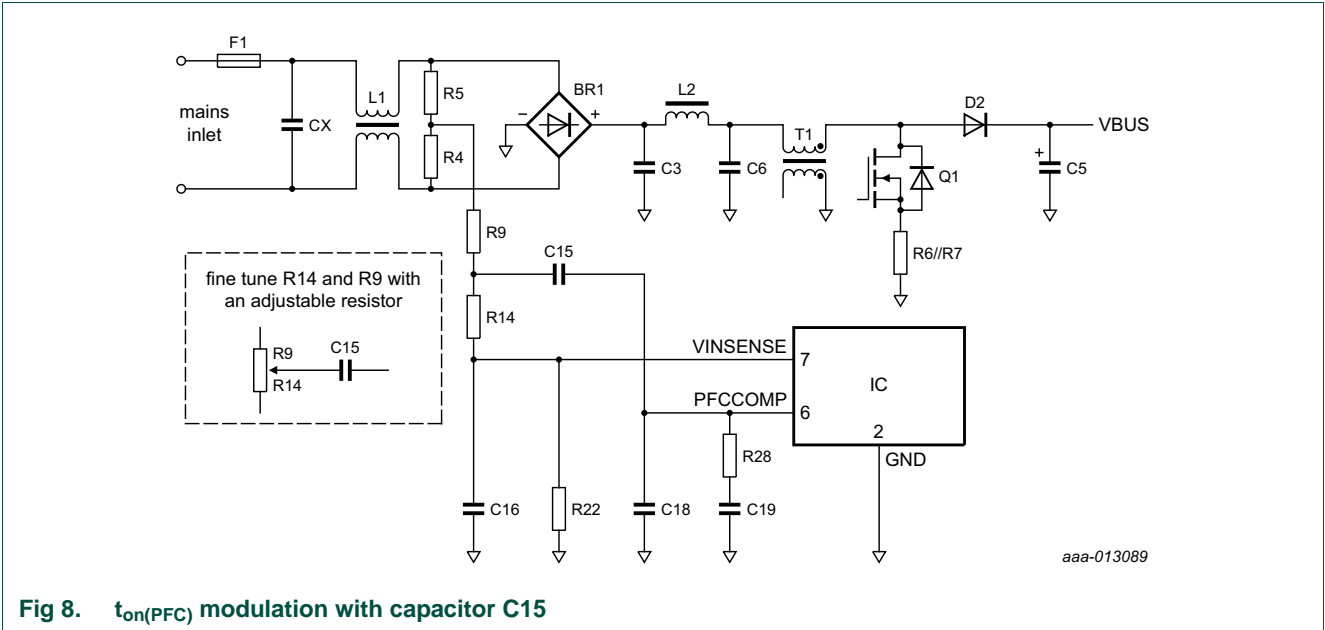 F1
mains
inlet
CX
L1
R5
R4
BR1
−
+
L2
C3
C6
T1
D2
VBUS
Q1
+
C5
R6//R7
R9
C15
R14
fine tune R14 and R9 with
an adjustable resistor
R9
R14
C15
VINSENSE
7
PFCCOMP
6
IC
2
GND
R28
C16
R22
C18
C19
aaa-013089
Fig 8. ton(PFC) modulation with capacitor C15